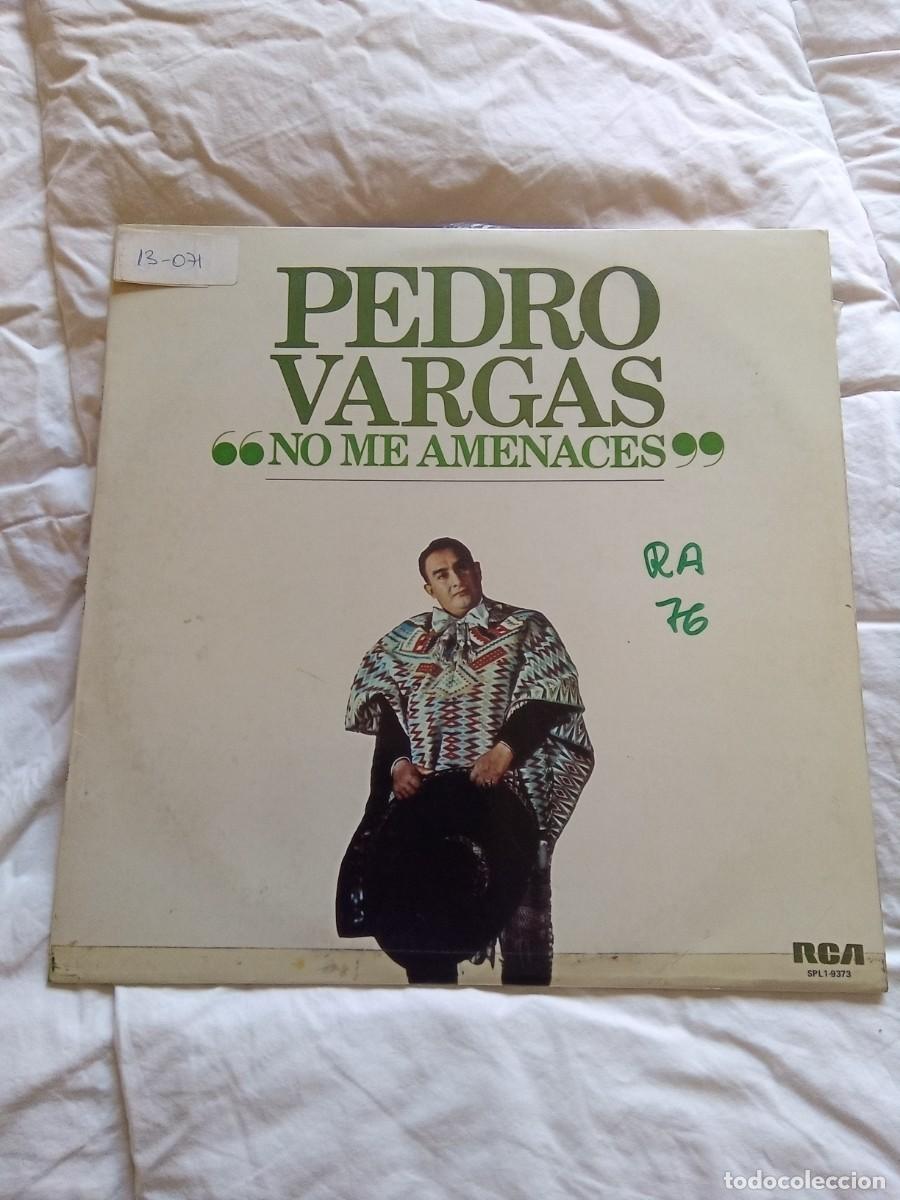 13-071
PEDRO
VARGAS
“NO ME AMENACES”
RA
76
RCA
SPL1-9373
todocoleccion